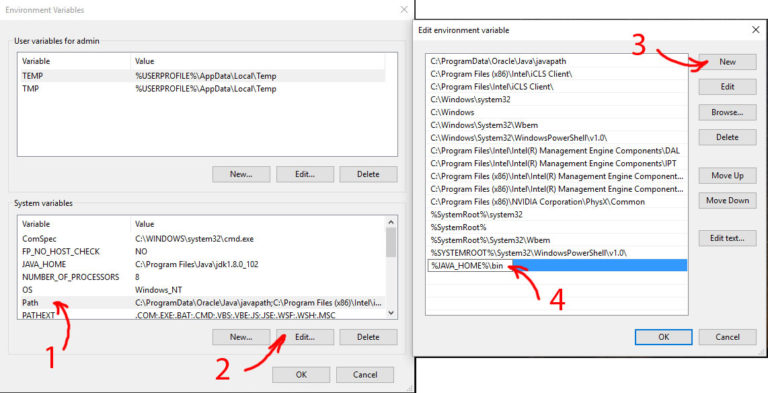 Environment Variables
User variables for admin
Variable Value
TEMP %USERPROFILE%\AppData\Local\Temp
TMP %USERPROFILE%\AppData\Local\Temp
New... Edit... Delete
System variables
Variable Value
ComSpec C:\WINDOWS\system32\cmd.exe
FP_NO_HOST_CHECK NO
JAVA_HOME C:\Program Files\Java\jdk1.8.0_102
NUMBER_OF_PROCESSORS 8
OS Windows_NT
Path C:\ProgramData\Oracle\Java\javapath;C:\Program Files (x86)\Intel\i...
PATHEXT .COM;.EXE;.BAT;.CMD;.VBS;.VBE;.JS;.JSE;.WSF;.WSH;.MSC
1
New... Edit... Delete
2
OK Cancel
Edit environment variable
3
C:\ProgramData\Oracle\Java\javapath
C:\Program Files (x86)\Intel\iCLS Client\
C:\Program Files\Intel\iCLS Client\
C:\Windows\system32
C:\Windows
C:\Windows\System32\Wbem
C:\Windows\System32\WindowsPowerShell\v1.0\
C:\Program Files\Intel\Intel(R) Management Engine Components\DAL
C:\Program Files\Intel\Intel(R) Management Engine Components\IPT
C:\Program Files (x86)\Intel\Intel(R) Management Engine Component...
C:\Program Files (x86)\Intel\Intel(R) Management Engine Component...
C:\Program Files (x86)\NVIDIA Corporation\PhysX\Common
%SystemRoot%\system32
%SystemRoot%
%SystemRoot%\System32\Wbem
%SYSTEMROOT%\System32\WindowsPowerShell\v1.0\
%JAVA_HOME%\bin
4
New
Edit
Browse...
Delete
Move Up
Move Down
Edit text...
OK Cancel